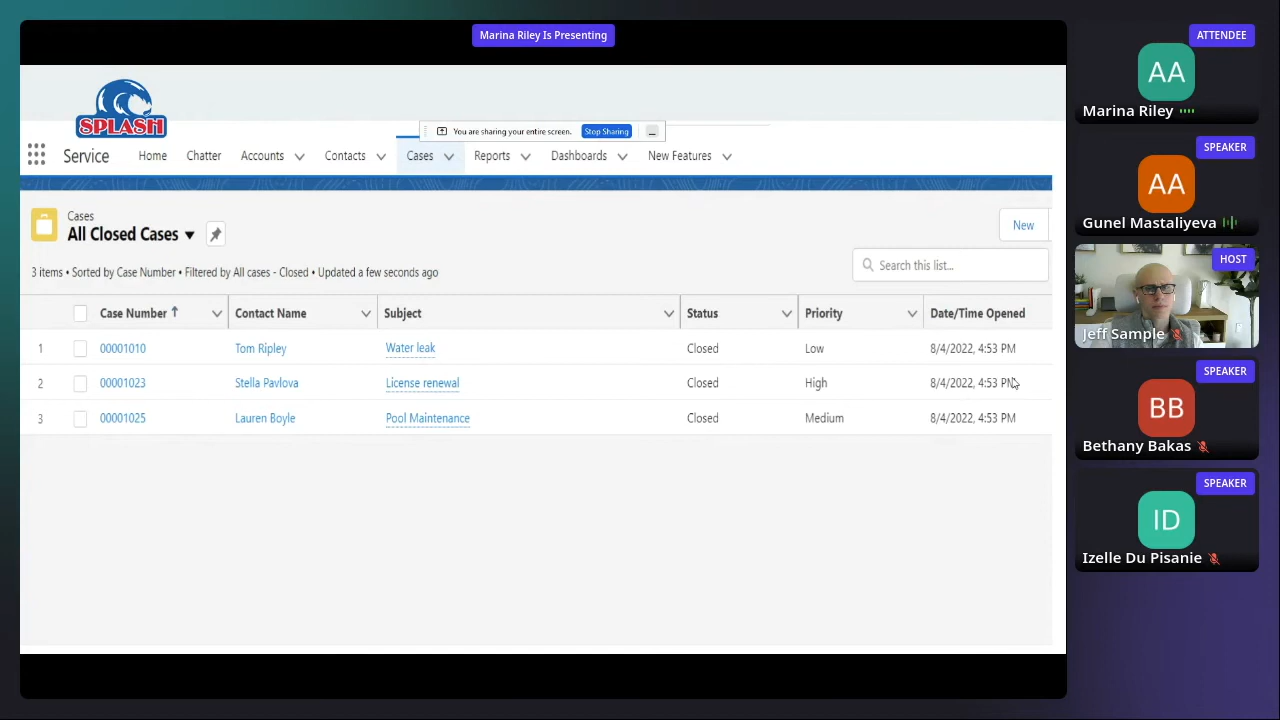 Marina Riley Is Presenting
SPLASH
You are sharing your entire screen. Stop Sharing
Service Home Chatter Accounts Contacts Cases Reports Dashboards New Features
Cases
All Closed Cases
New
3 items • Sorted by Case Number • Filtered by All cases - Closed • Updated a few seconds ago
Search this list...
Case Number Contact Name Subject Status Priority Date/Time Opened
1 00001010 Tom Ripley Water leak Closed Low 8/4/2022, 4:53 PM
2 00001023 Stella Pavlova License renewal Closed High 8/4/2022, 4:53 PM
3 00001025 Lauren Boyle Pool Maintenance Closed Medium 8/4/2022, 4:53 PM
ATTENDEE
AA
Marina Riley
SPEAKER
AA
Gunel Mastaliyeva
HOST
Jeff Sample
SPEAKER
BB
Bethany Bakas
SPEAKER
ID
Izelle Du Pisanie